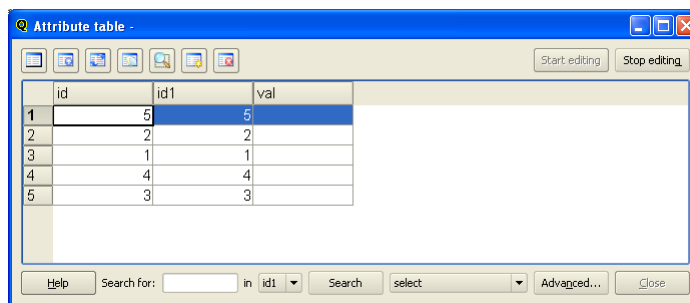 Attribute table -
Start editing Stop editing
id id1 val
1 5 5
2 2 2
3 1 1
4 4 4
5 3 3
Help Search for: in id1 Search select Advanced... Close